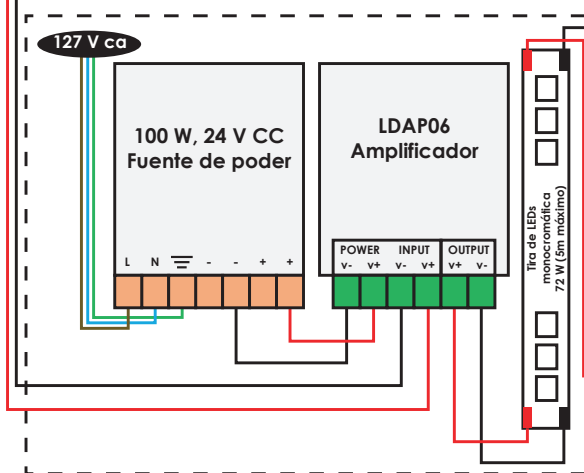 127 V ca
100 W, 24 V CC
Fuente de poder
L N - - + +
LDAP06
Amplificador
POWER INPUT OUTPUT
v- v+ v- v+ v+ v-
Tira de LEDs
monocromática
72 W (5m máximo)